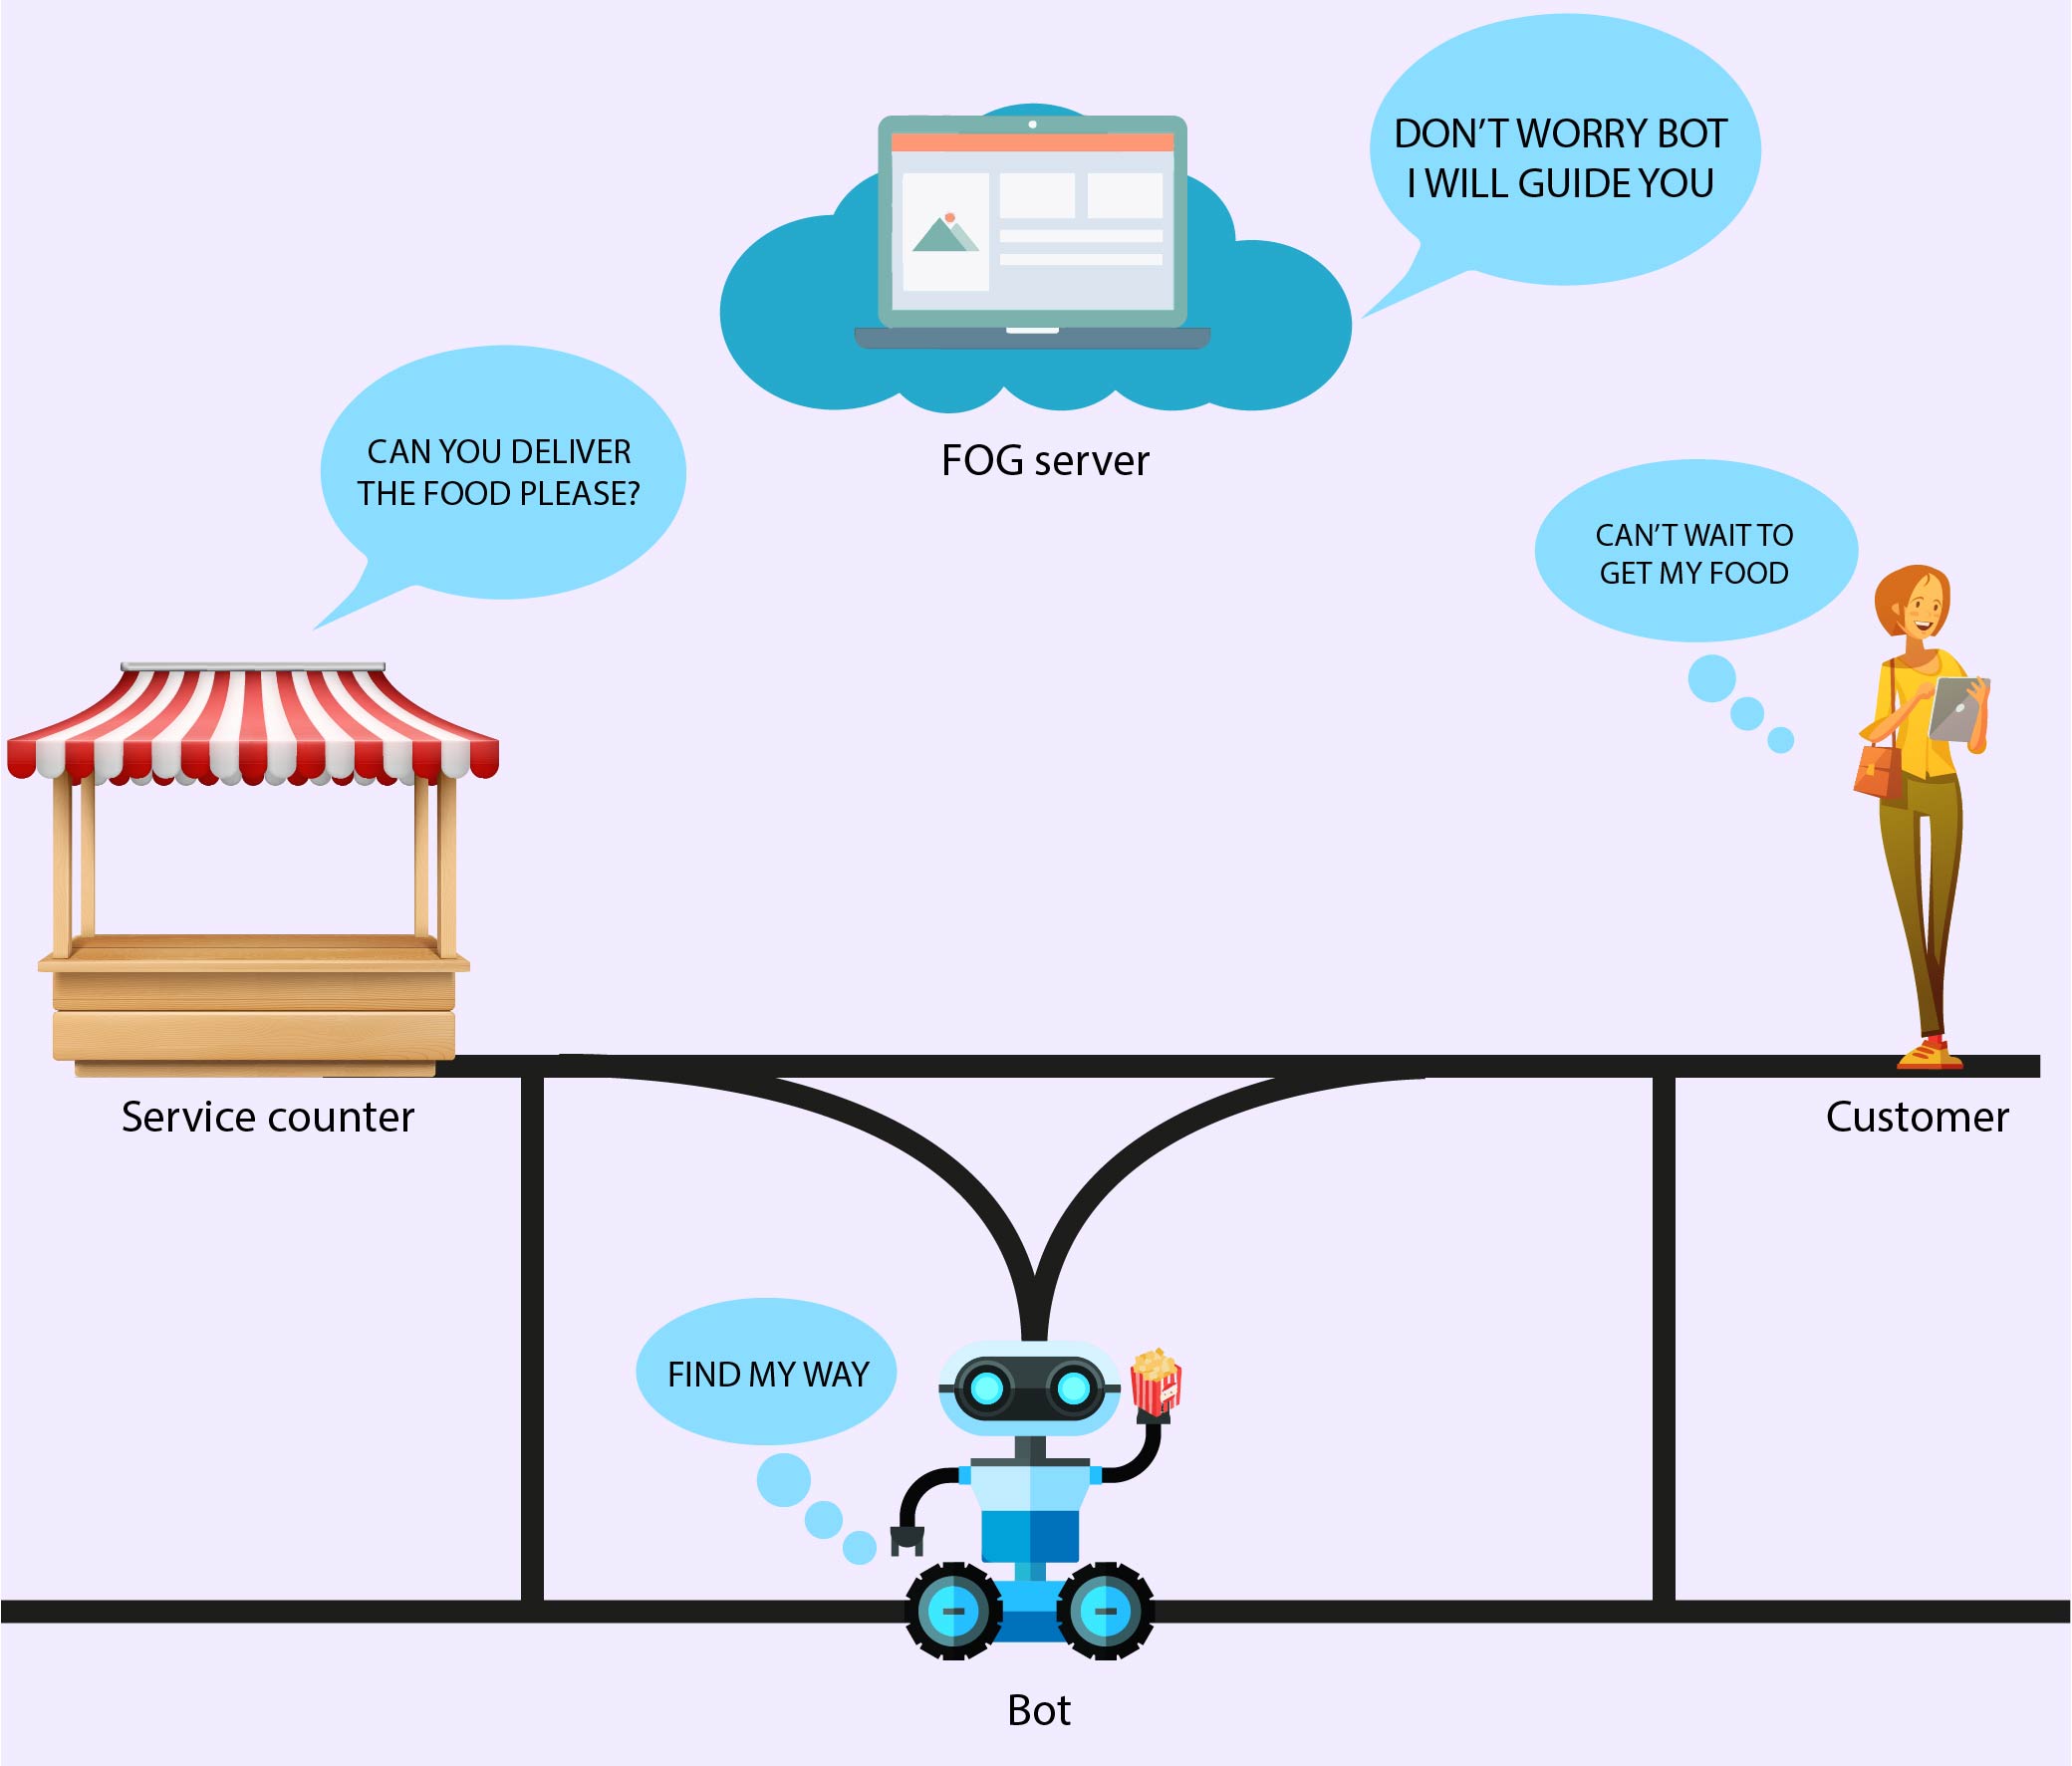 DON'T WORRY BOT
I WILL GUIDE YOU
CAN YOU DELIVER
THE FOOD PLEASE?
FOG server
CAN'T WAIT TO
GET MY FOOD
Service counter
Customer
FIND MY WAY
Bot